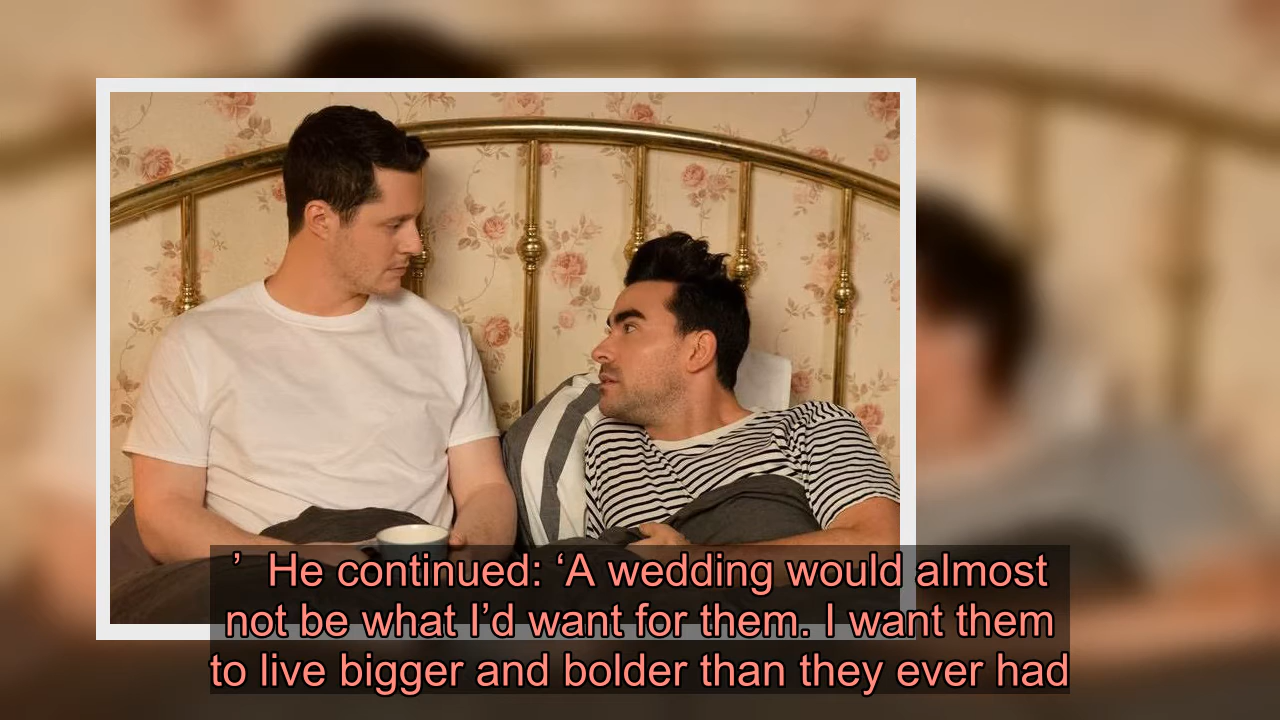 ’ He continued: ‘A wedding would almost
not be what I’d want for them. I want them
to live bigger and bolder than they ever had